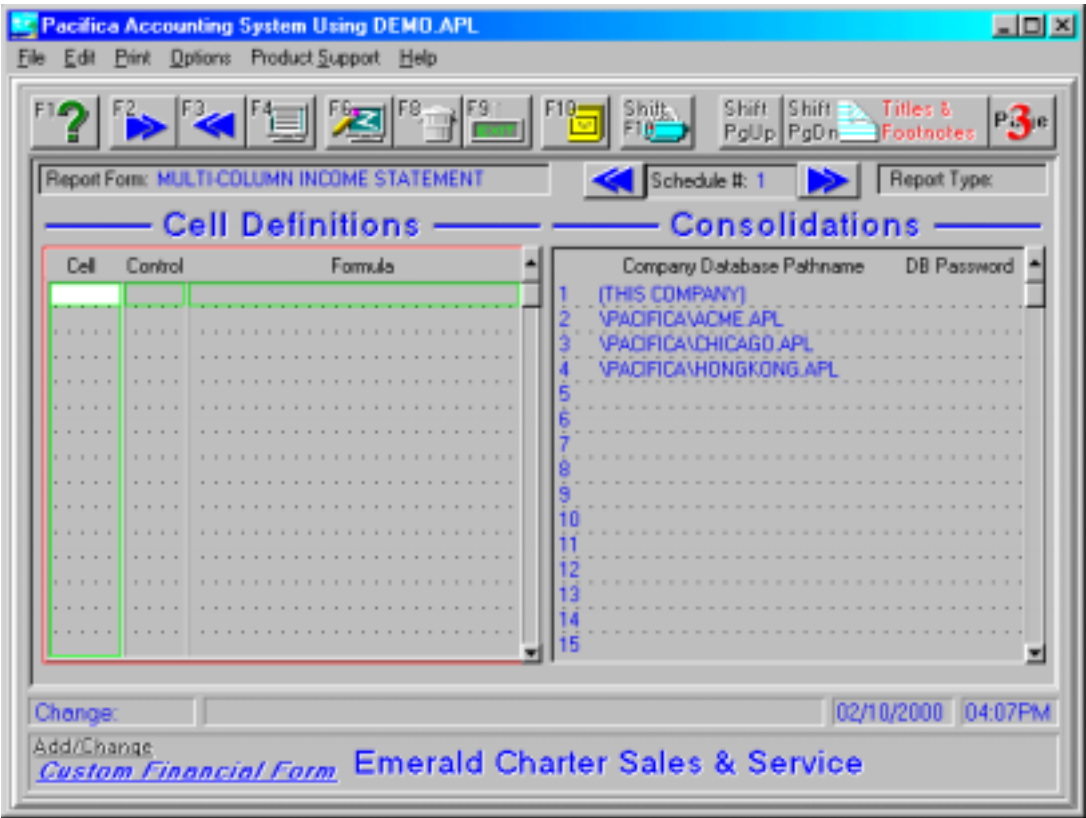 Pacifica Accounting System Using DEMO.APL
File Edit Print Options Product Support Help
F1 F2 F3 F4 F6 F8 F9 F10 Shift F10 Shift PgUp Shift PgDn Titles & Footnotes 3
Report Form: MULTI-COLUMN INCOME STATEMENT Schedule #: 1 Report Type:
Cell Definitions Consolidations
Cell Control Formula Company Database Pathname DB Password
1 (THIS COMPANY)
2 \PACIFICA\ACME.APL
3 \PACIFICA\CHICAGO.APL
4 \PACIFICA\HONGKONG.APL
5
6
7
8
9
10
11
12
13
14
15
Change: 02/10/2000 04:07PM
Add/Change
Custom Financial Form Emerald Charter Sales & Service